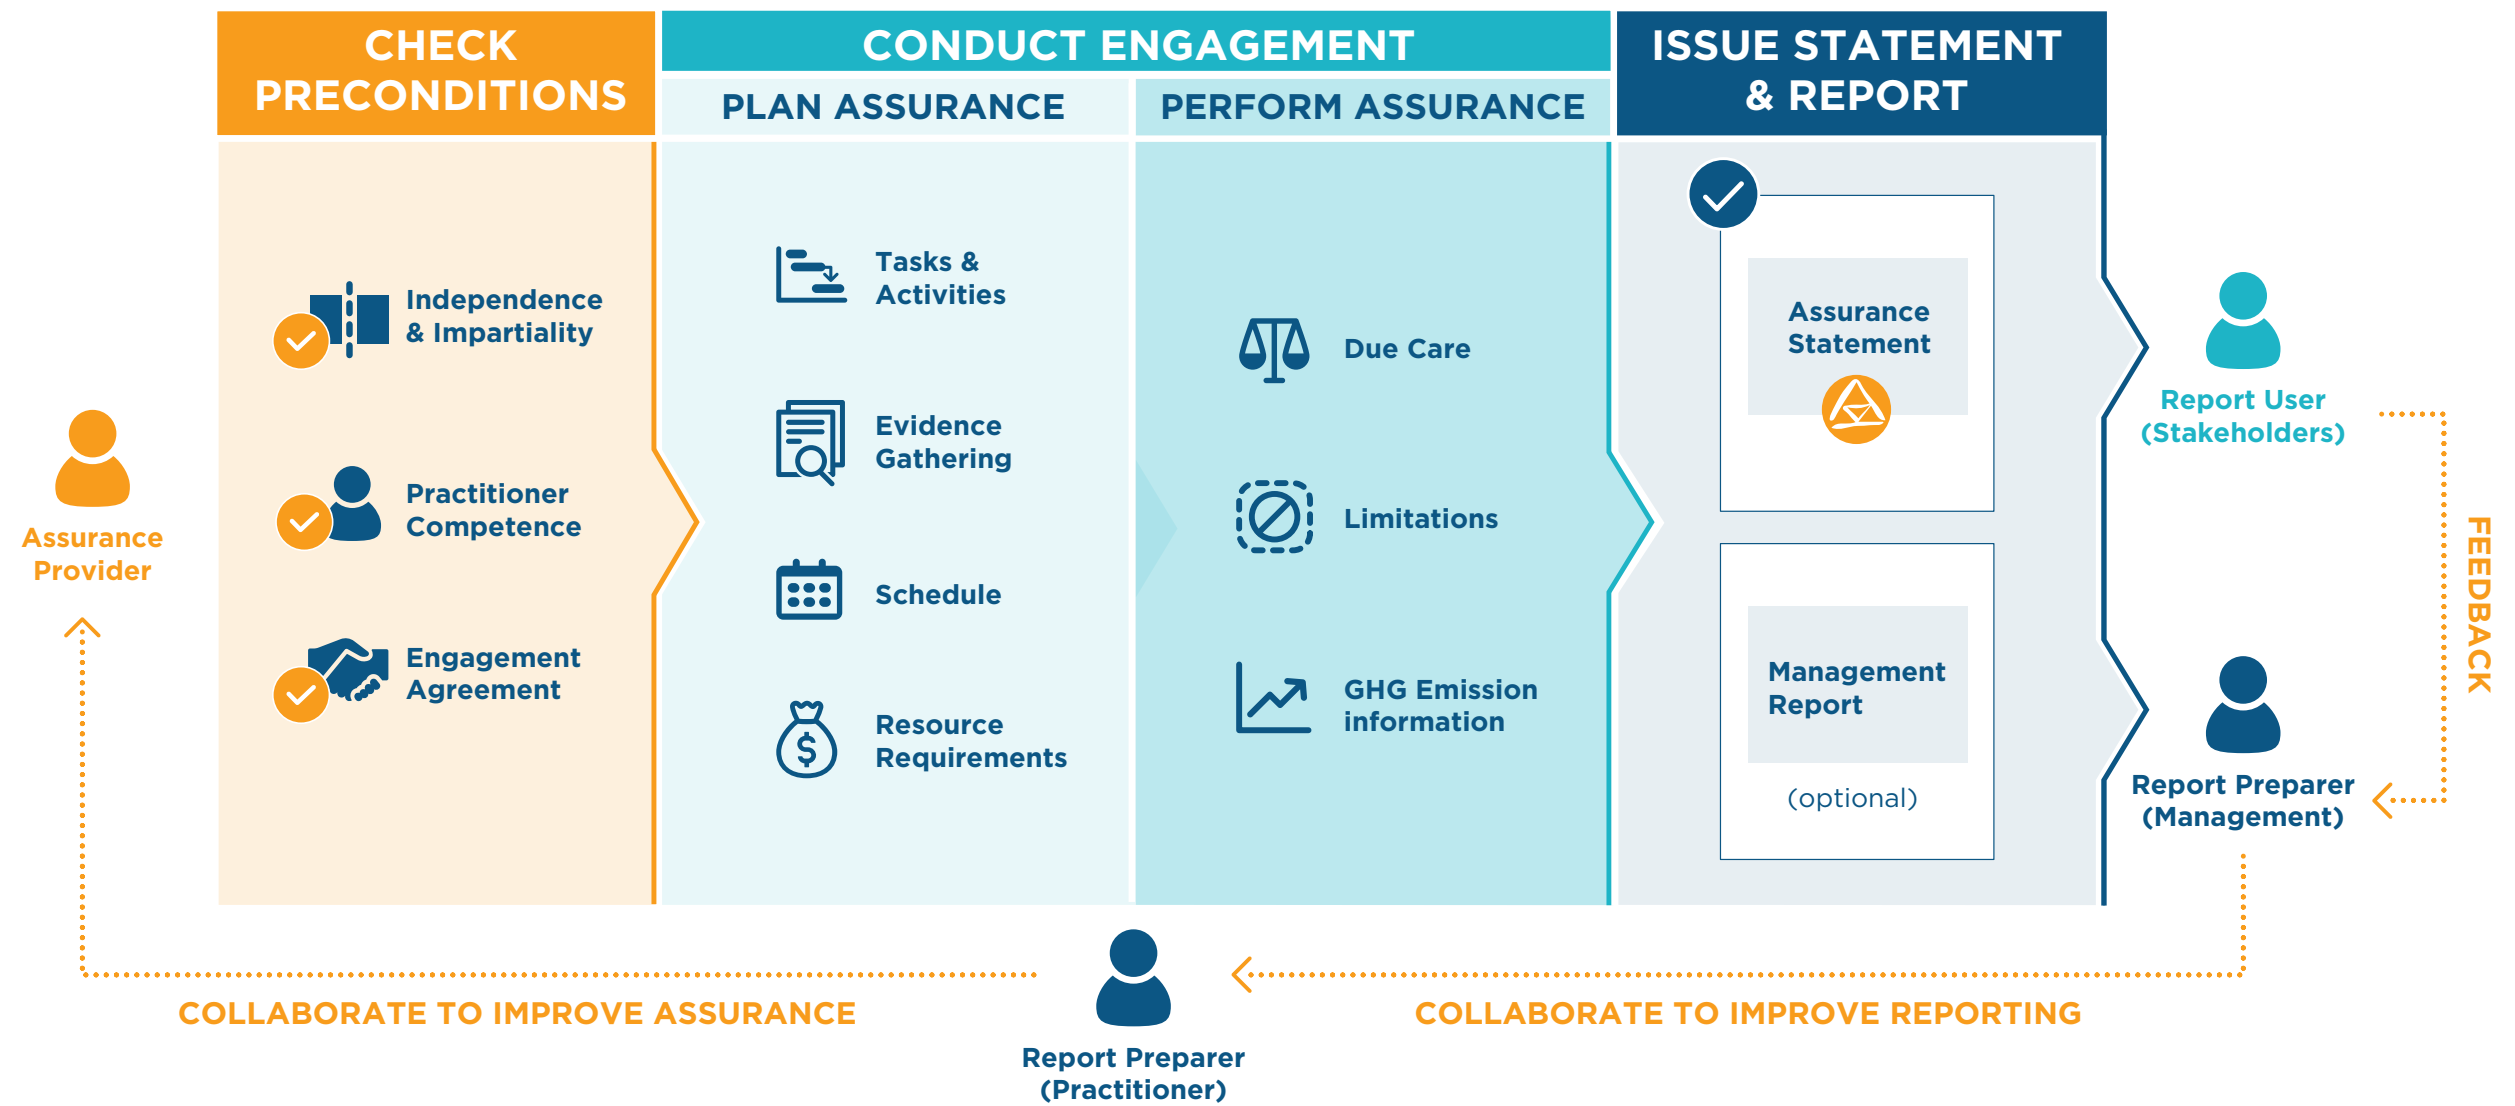 CHECK
PRECONDITIONS
CONDUCT ENGAGEMENT
PLAN ASSURANCE
PERFORM ASSURANCE
ISSUE STATEMENT
& REPORT
Assurance
Provider
Independence
& Impartiality
Practitioner
Competence
Engagement
Agreement
Tasks &
Activities
Evidence
Gathering
Schedule
$
Resource
Requirements
Due Care
Limitations
GHG Emission
information
Assurance
Statement
Management
Report
(optional)
Report User
(Stakeholders)
FEEDBACK
Report Preparer
(Management)
COLLABORATE TO IMPROVE ASSURANCE
COLLABORATE TO IMPROVE REPORTING
Report Preparer
(Practitioner)